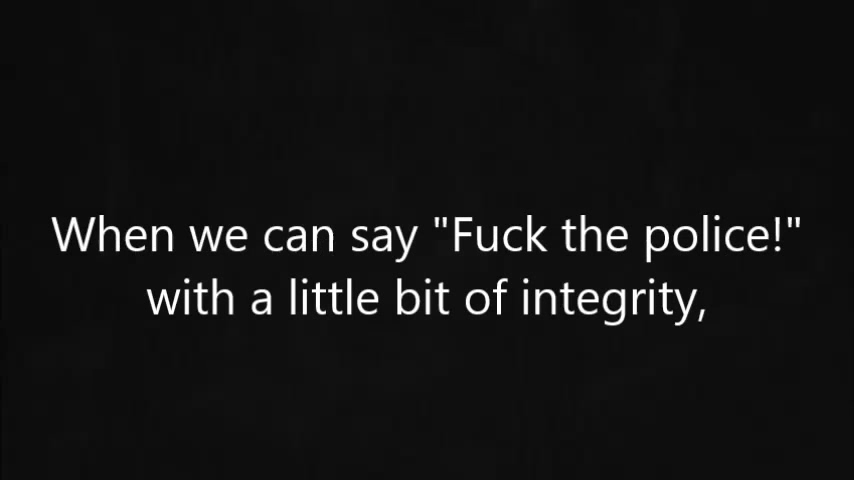 When we can say "Fuck the police!"
with a little bit of integrity,